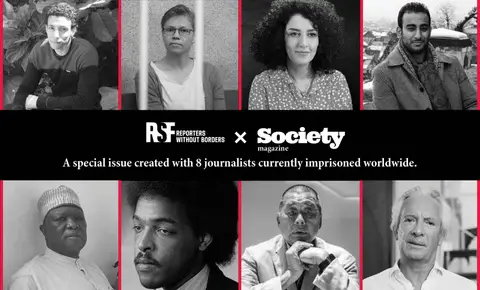 RSF REPORTERS
WITHOUT BORDERS
×
Society
magazine
A special issue created with 8 journalists currently imprisoned worldwide.